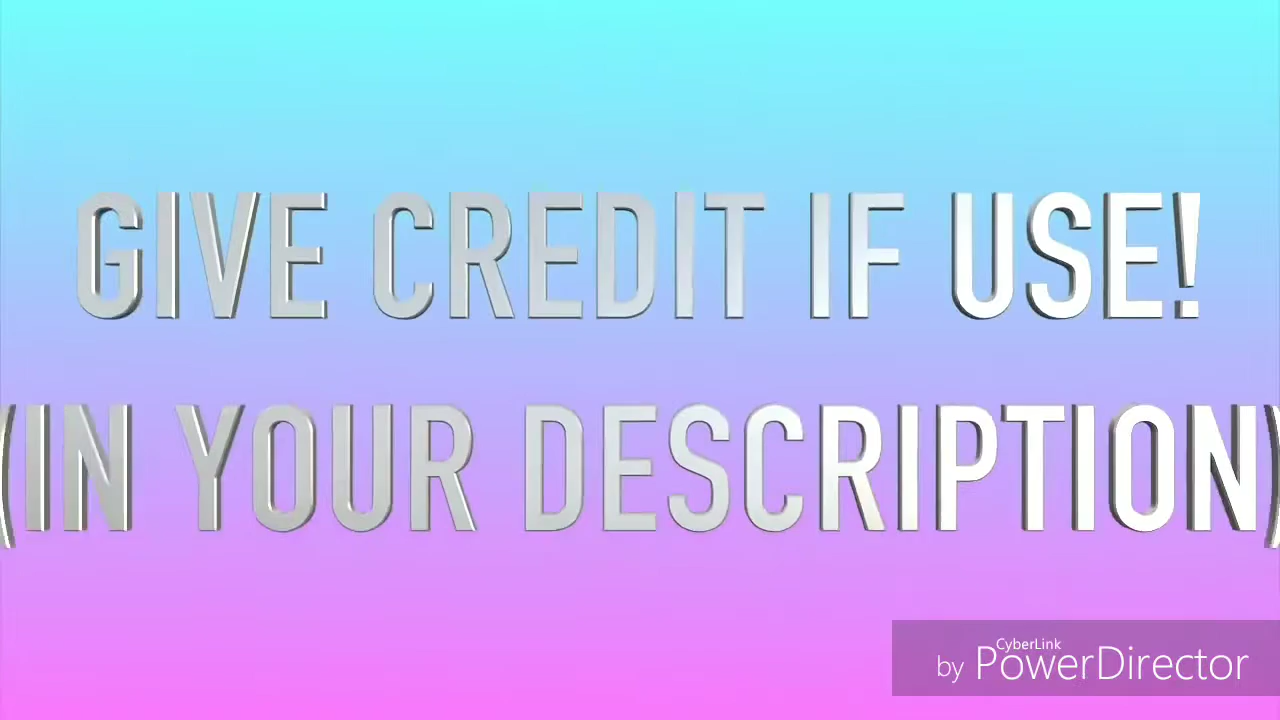 GIVE CREDIT IF USE!
(IN YOUR DESCRIPTION)
CyberLink
by PowerDirector